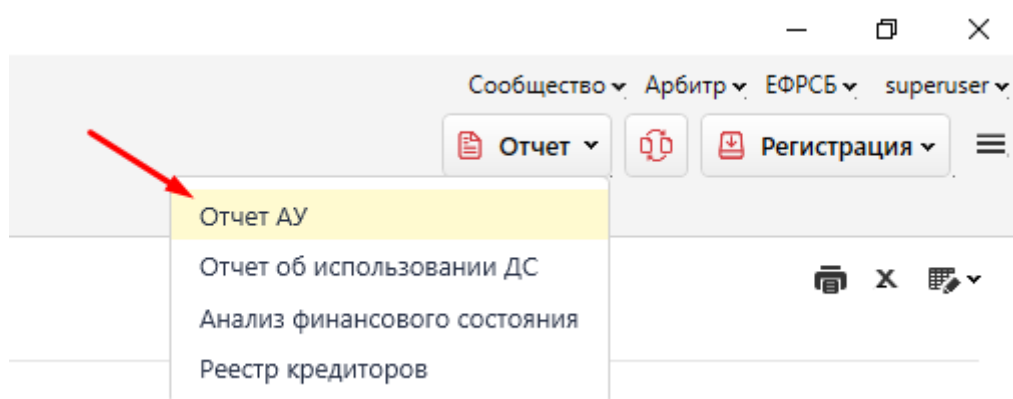 Сообщество Арбитр ЕФРСБ superuser
Отчет Регистрация
Отчет АУ
Отчет об использовании ДС
Анализ финансового состояния
Реестр кредиторов